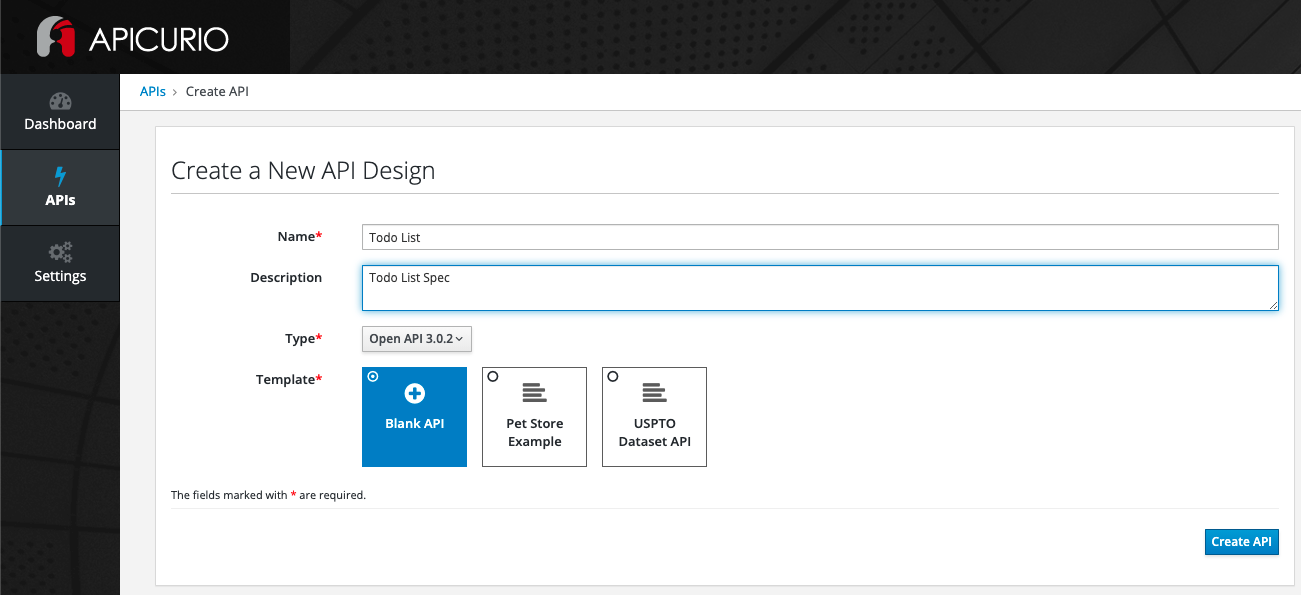 APICURIO
APIs > Create API
Dashboard
APIs
Settings
Create a New API Design
Name* Todo List
Description Todo List Spec
Type* Open API 3.0.2
Template*
Blank API
Pet Store
Example
USPTO
Dataset API
The fields marked with * are required.
Create API